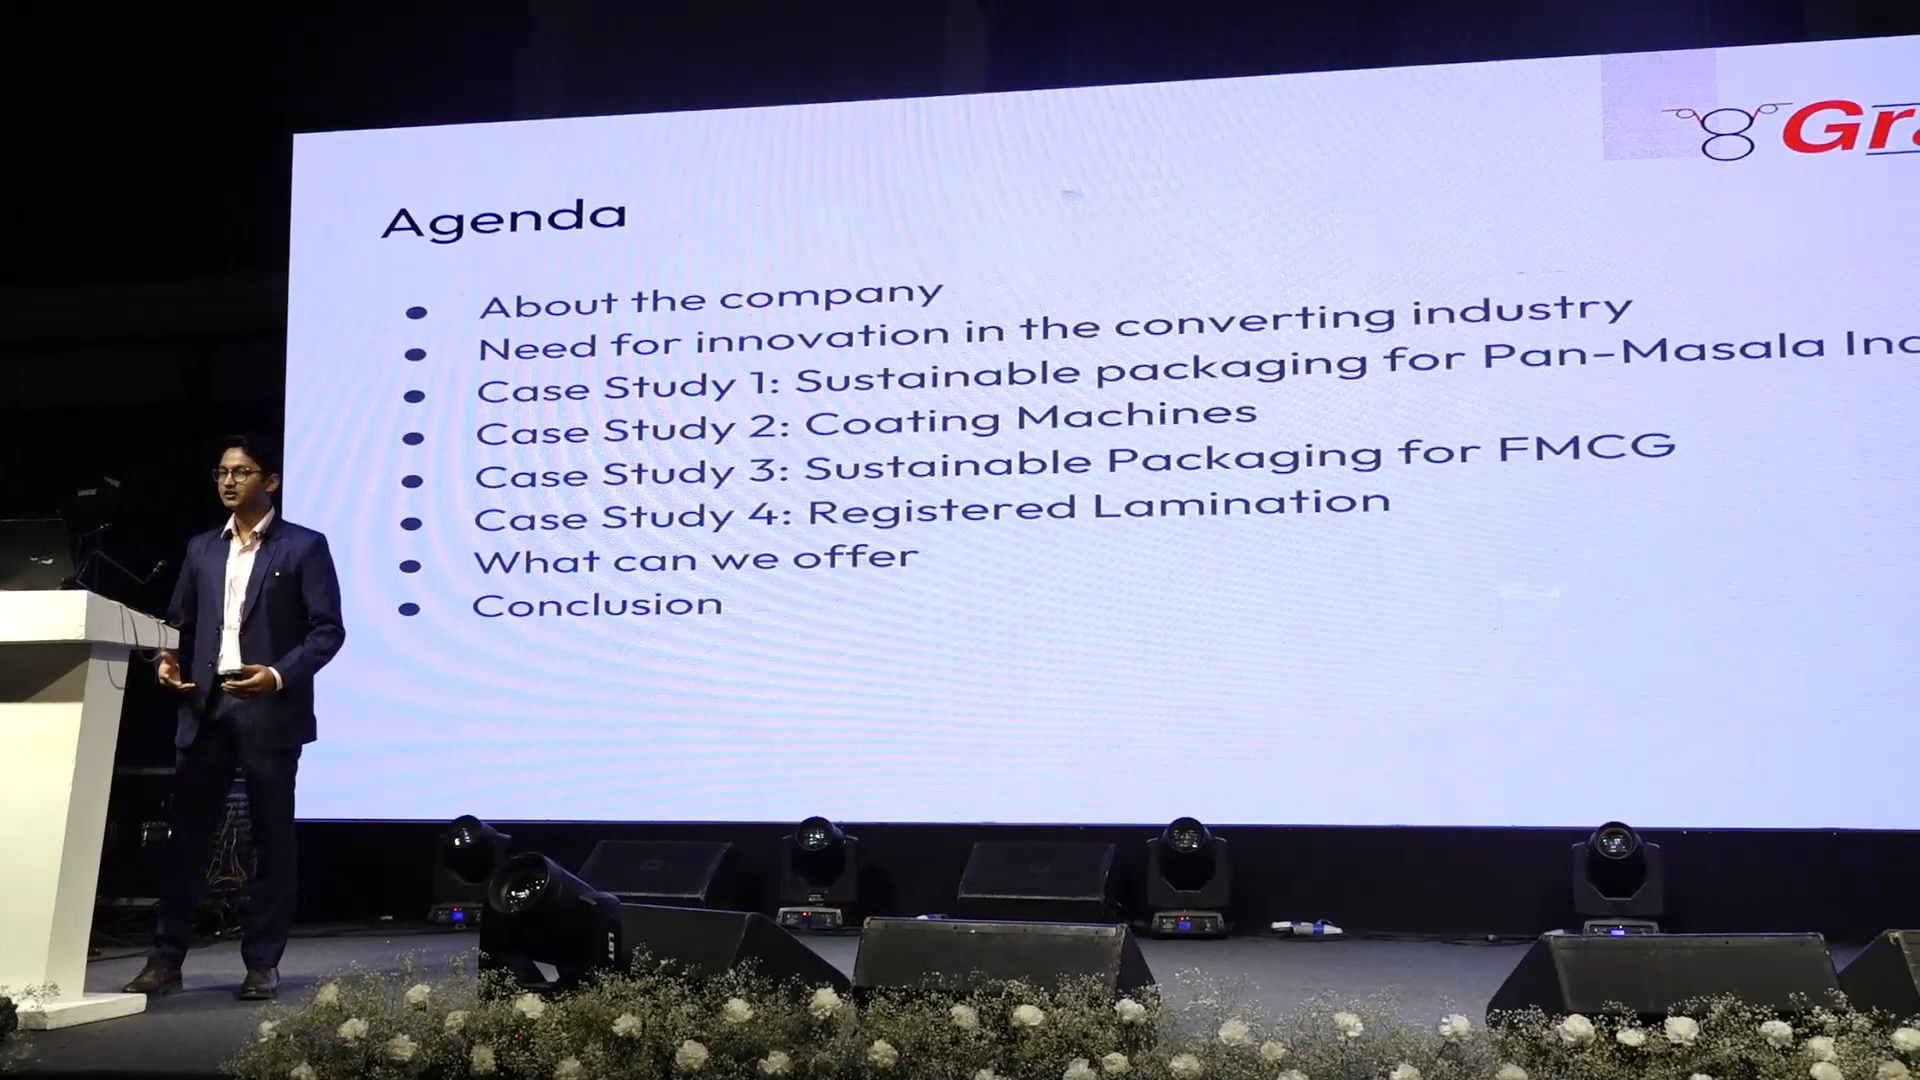 Agenda
• About the company
• Need for innovation in the converting industry
• Case Study 1: Sustainable packaging for Pan-Masala
• Case Study 2: Coating Machines
• Case Study 3: Sustainable Packaging for FMCG
• Case Study 4: Registered Lamination
• What can we offer
• Conclusion